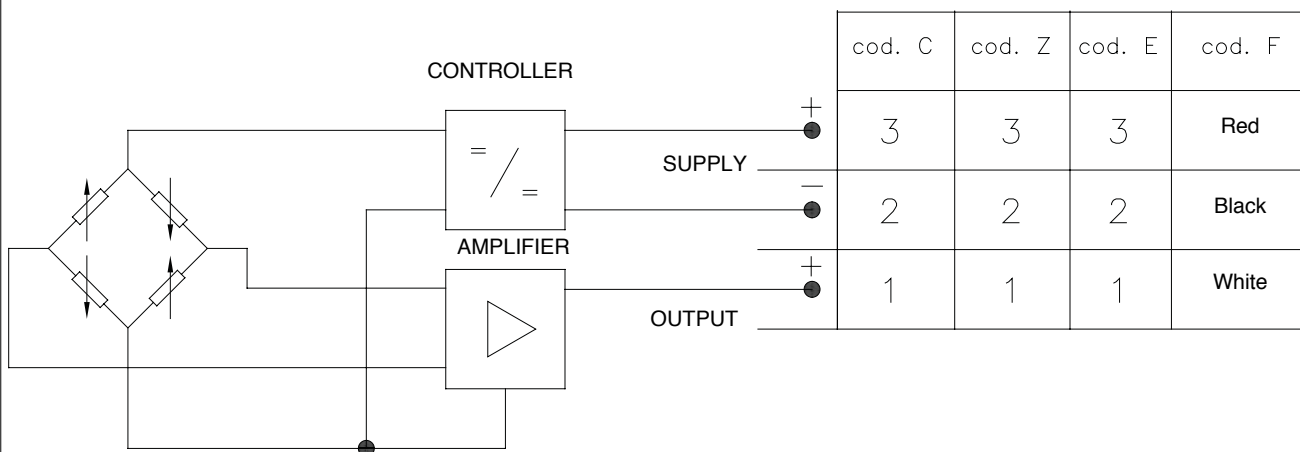 cod. C cod. Z cod. E cod. F
CONTROLLER
+ 3 3 3 Red
= / =
SUPPLY
− 2 2 2 Black
AMPLIFIER
+ 1 1 1 White
OUTPUT